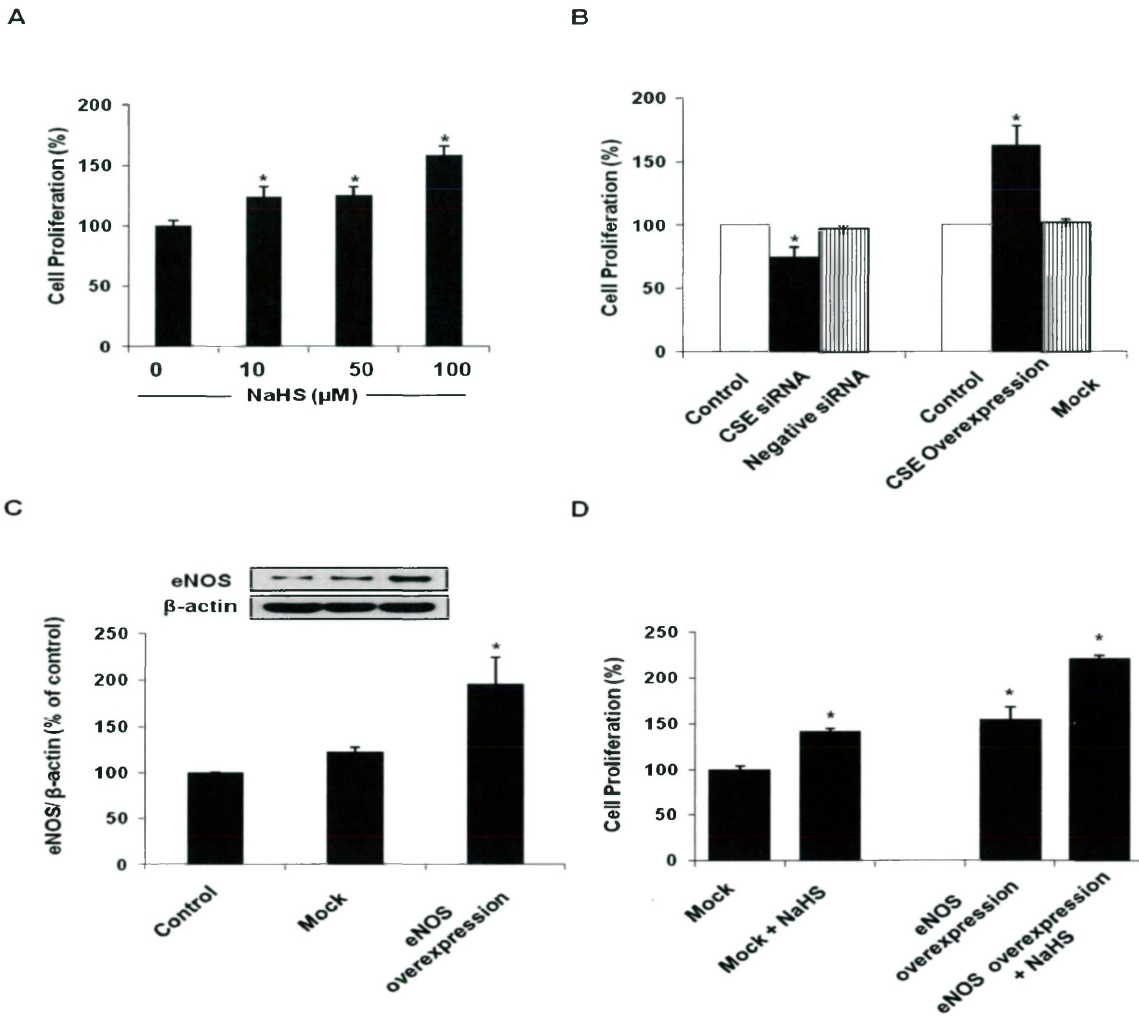 A
Cell Proliferation (%)
200
150
100
50
0
*
*
*
0 10 50 100
NaHS (µM)
B
Cell Proliferation (%)
200
150
100
50
0
*
*
Control
CSE siRNA
Negative siRNA
Control
CSE Overexpression
Mock
C
eNOS
β-actin
eNOS/β-actin (% of control)
250
200
150
100
50
0
*
Control
Mock
eNOS
overexpression
D
Cell Proliferation (%)
250
200
150
100
50
0
*
*
*
Mock
Mock + NaHS
eNOS
overexpression
eNOS overexpression
+ NaHS